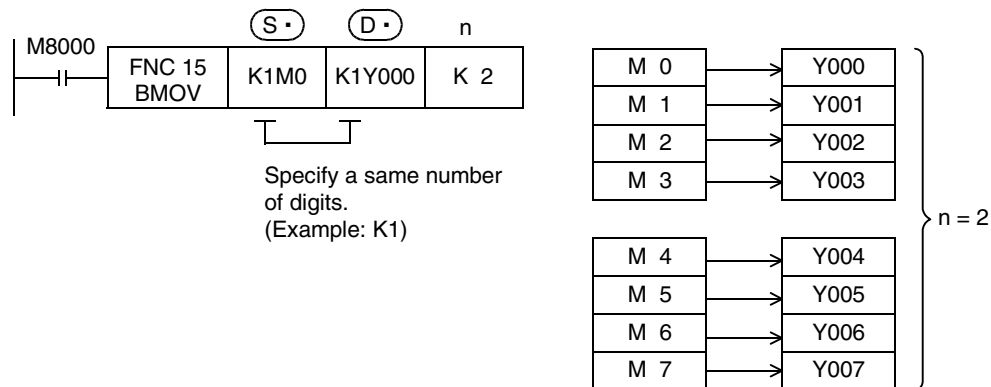 S· D· n
M8000
FNC 15
BMOV
K1M0
K1Y000
K 2
Specify a same number
of digits.
(Example: K1)
M 0 Y000
M 1 Y001
M 2 Y002
M 3 Y003
n = 2
M 4 Y004
M 5 Y005
M 6 Y006
M 7 Y007